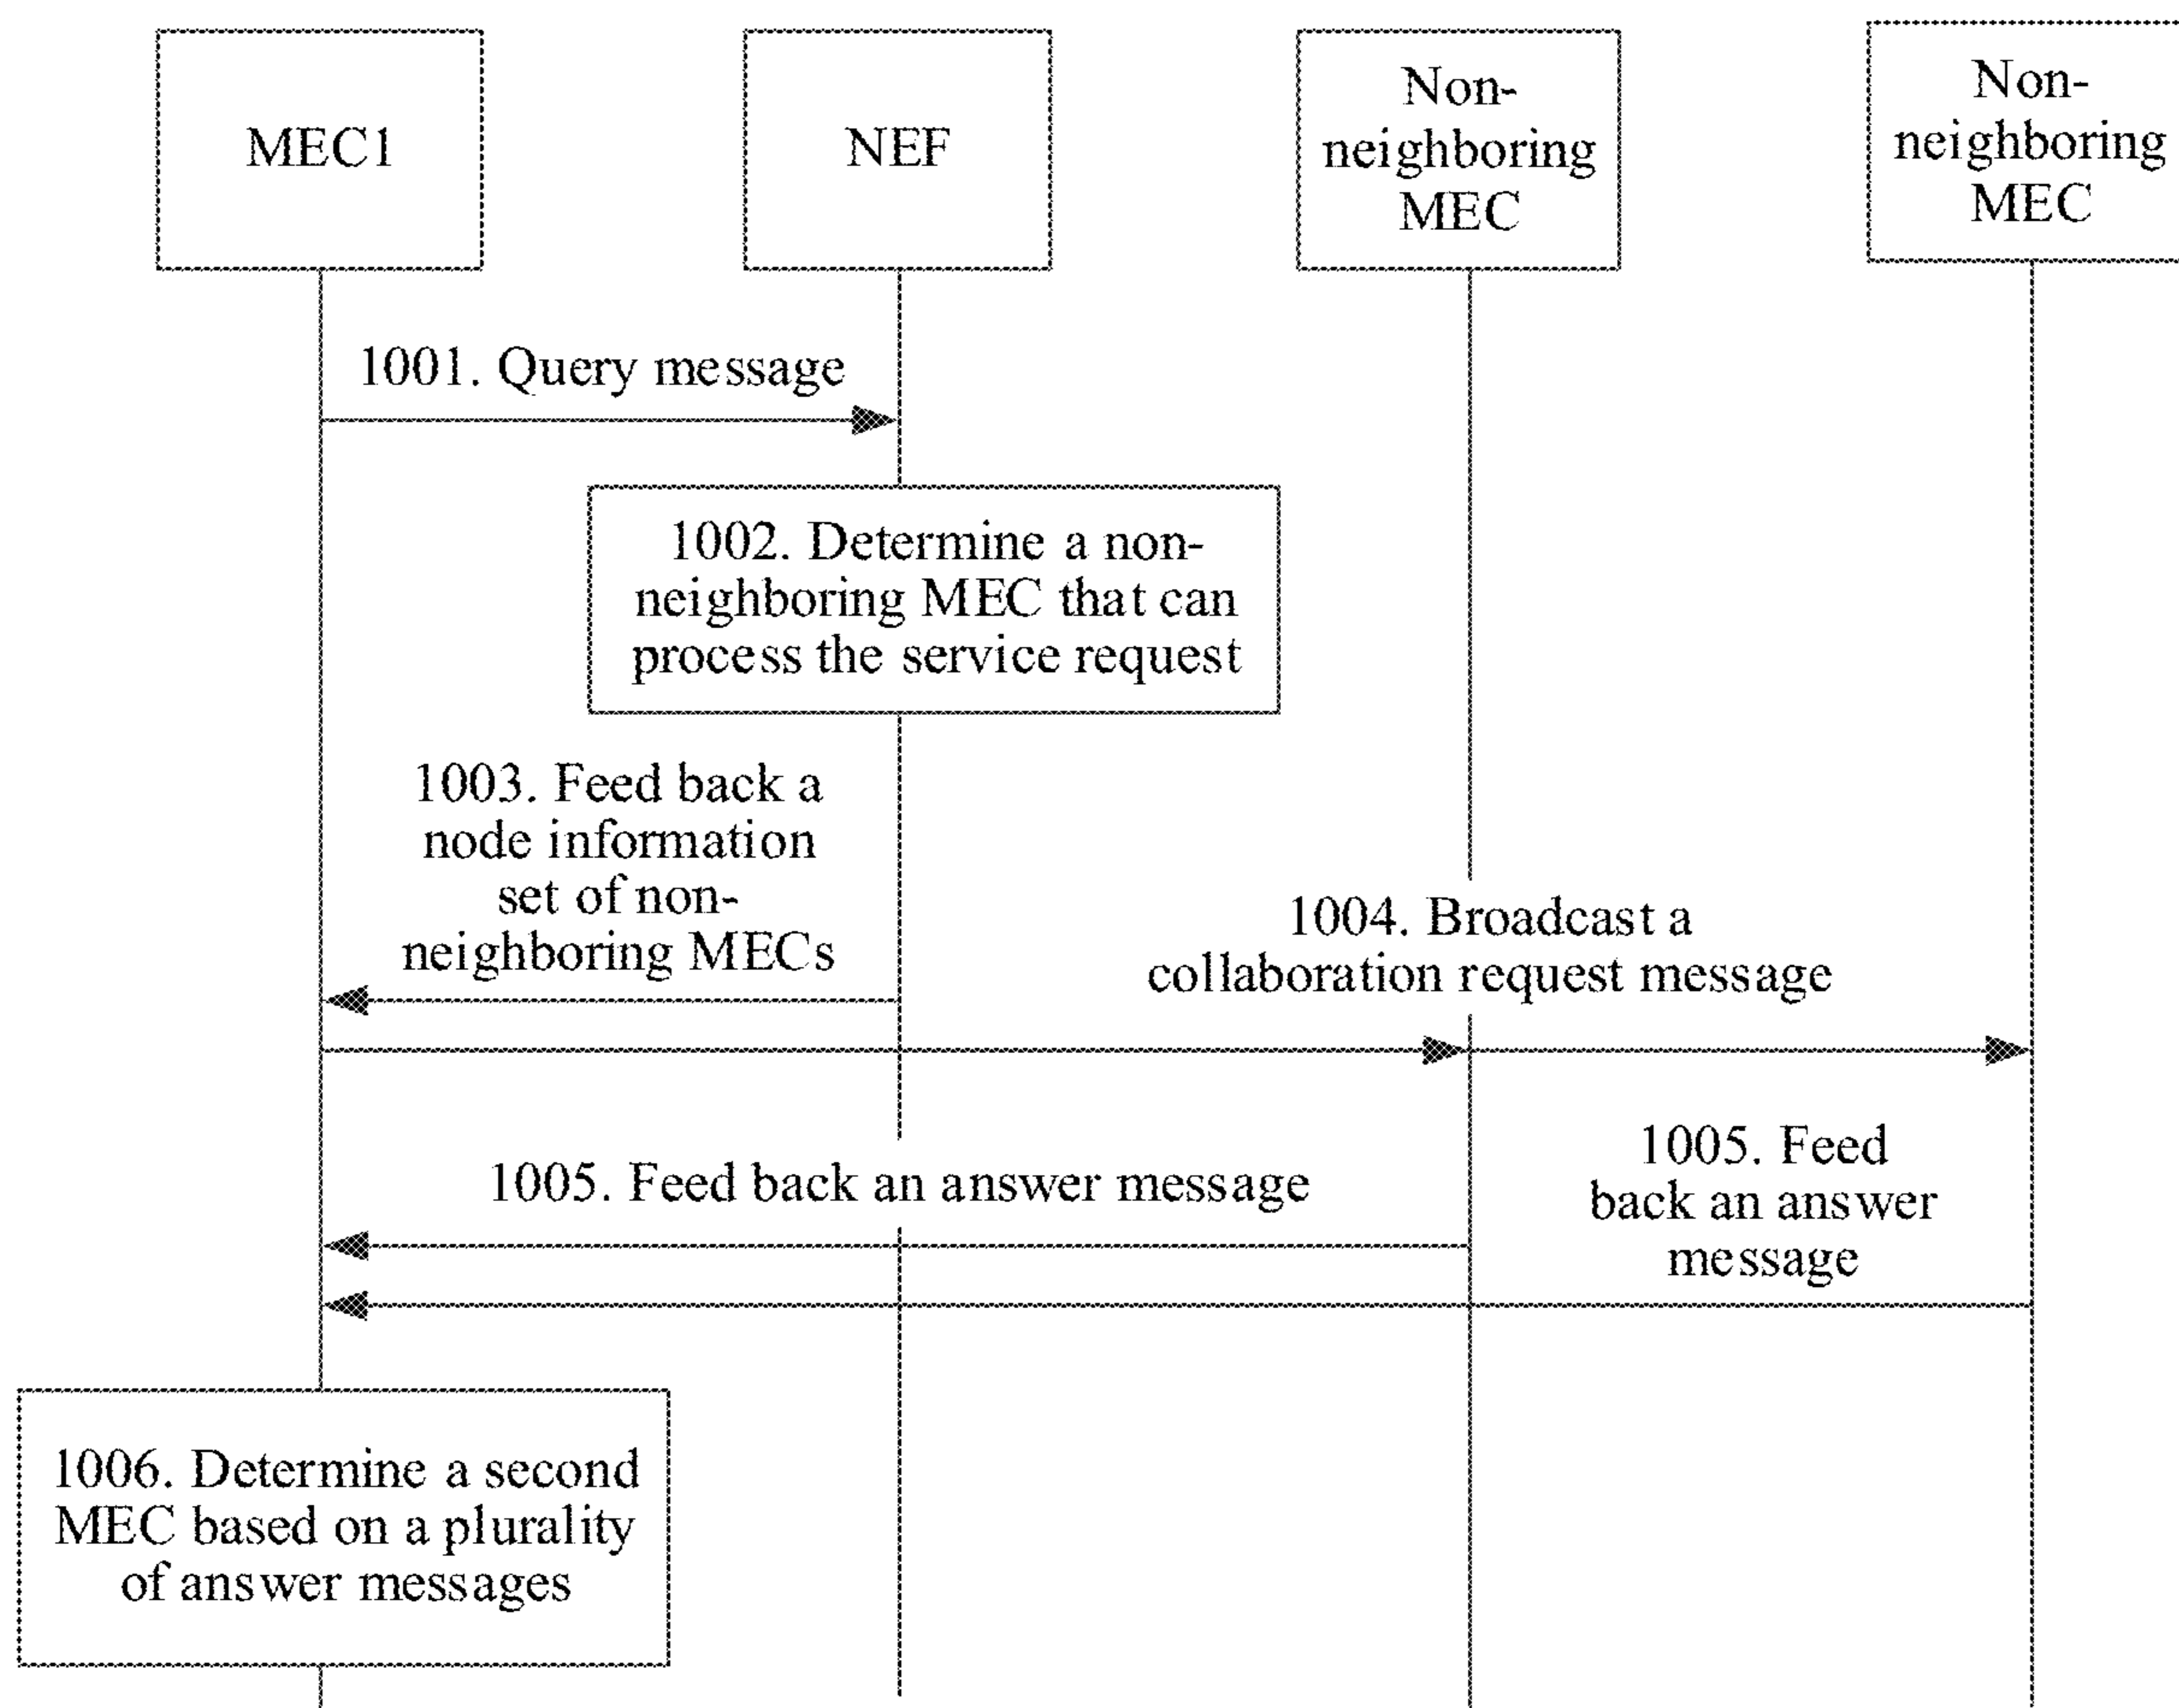 MEC1
NEF
Non-
neighboring
MEC
Non-
neighboring
MEC
1001. Query message
1002. Determine a non-
neighboring MEC that can
process the service request
1003. Feed back a
node information
set of non-
neighboring MECs
1004. Broadcast a
collaboration request message
1005. Feed back an answer message
1005. Feed
back an answer
message
1006. Determine a second
MEC based on a plurality
of answer messages